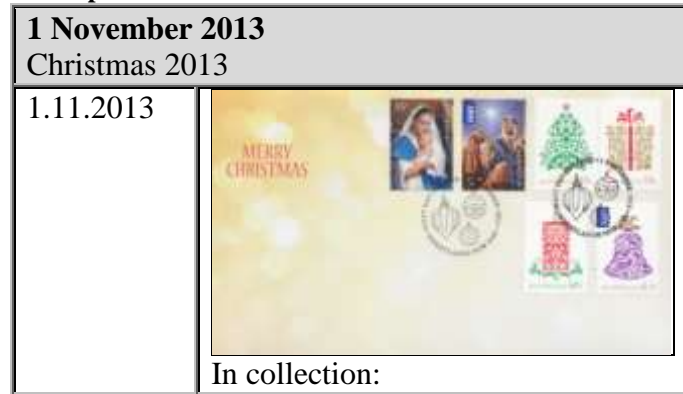 1 November 2013
Christmas 2013
1.11.2013
MERRY
CHRISTMAS
In collection: